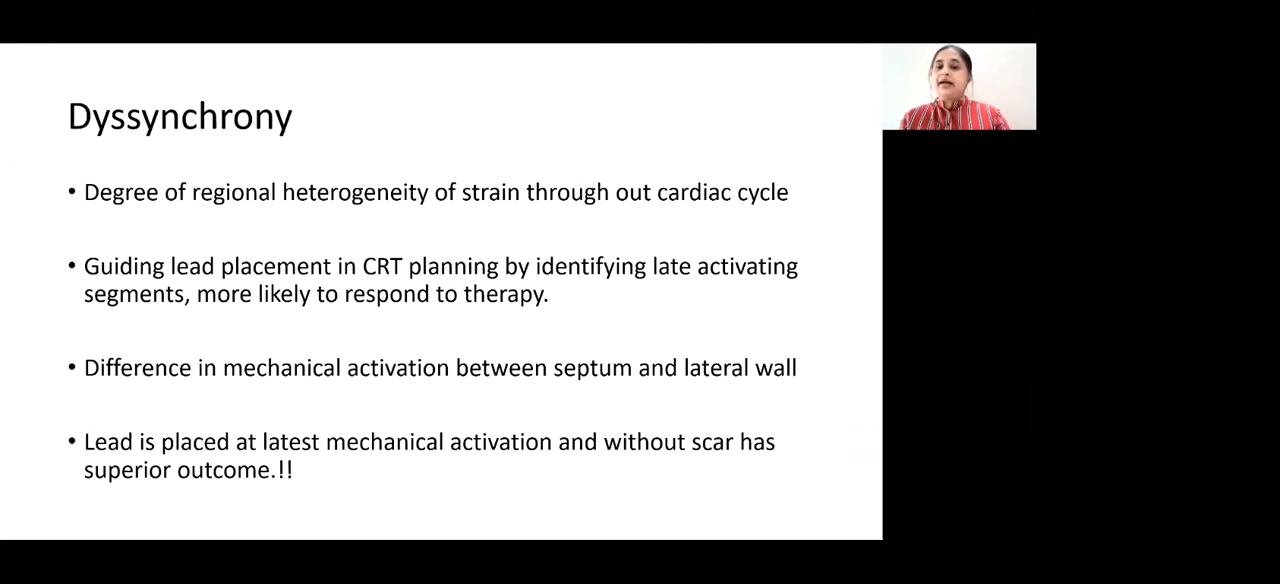 Dyssynchrony
• Degree of regional heterogeneity of strain through out cardiac cycle
• Guiding lead placement in CRT planning by identifying late activating
segments, more likely to respond to therapy.
• Difference in mechanical activation between septum and lateral wall
• Lead is placed at latest mechanical activation and without scar has
superior outcome.!!